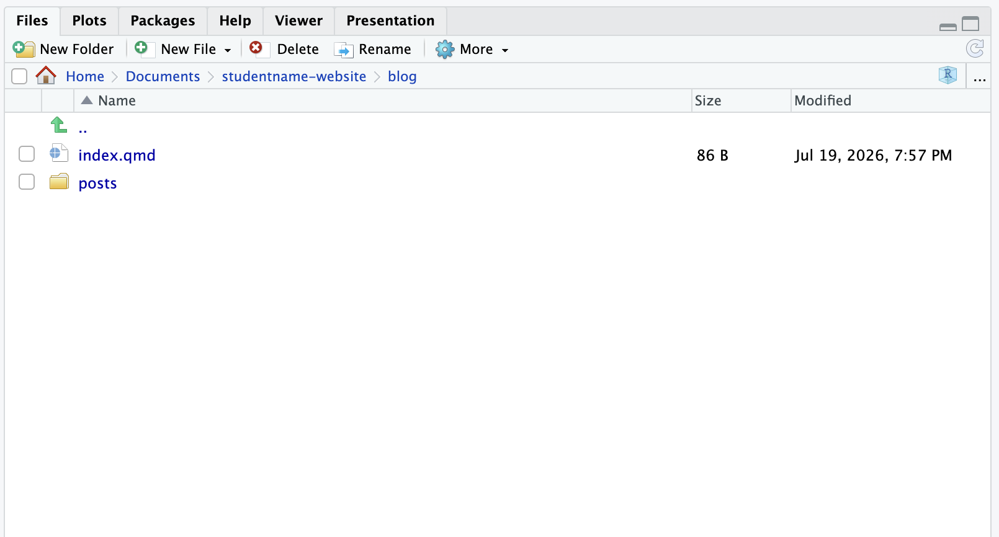 Files Plots Packages Help Viewer Presentation
New Folder New File Delete Rename More
Home Documents studentname-website blog R ...
Name Size Modified
..
index.qmd 86 B Jul 19, 2026, 7:57 PM
posts